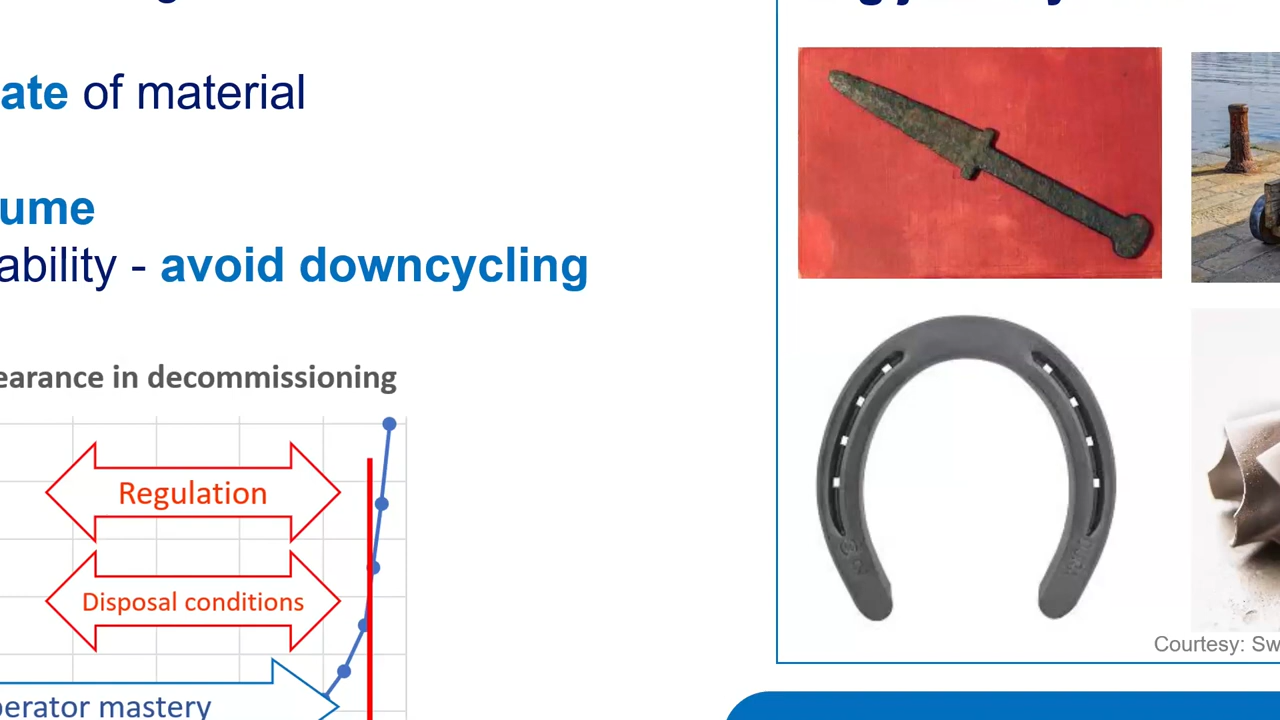 ate of material
ume
ability - avoid downcycling
earance in decommissioning
Regulation
Disposal conditions
erator mastery
Courtesy: Sw